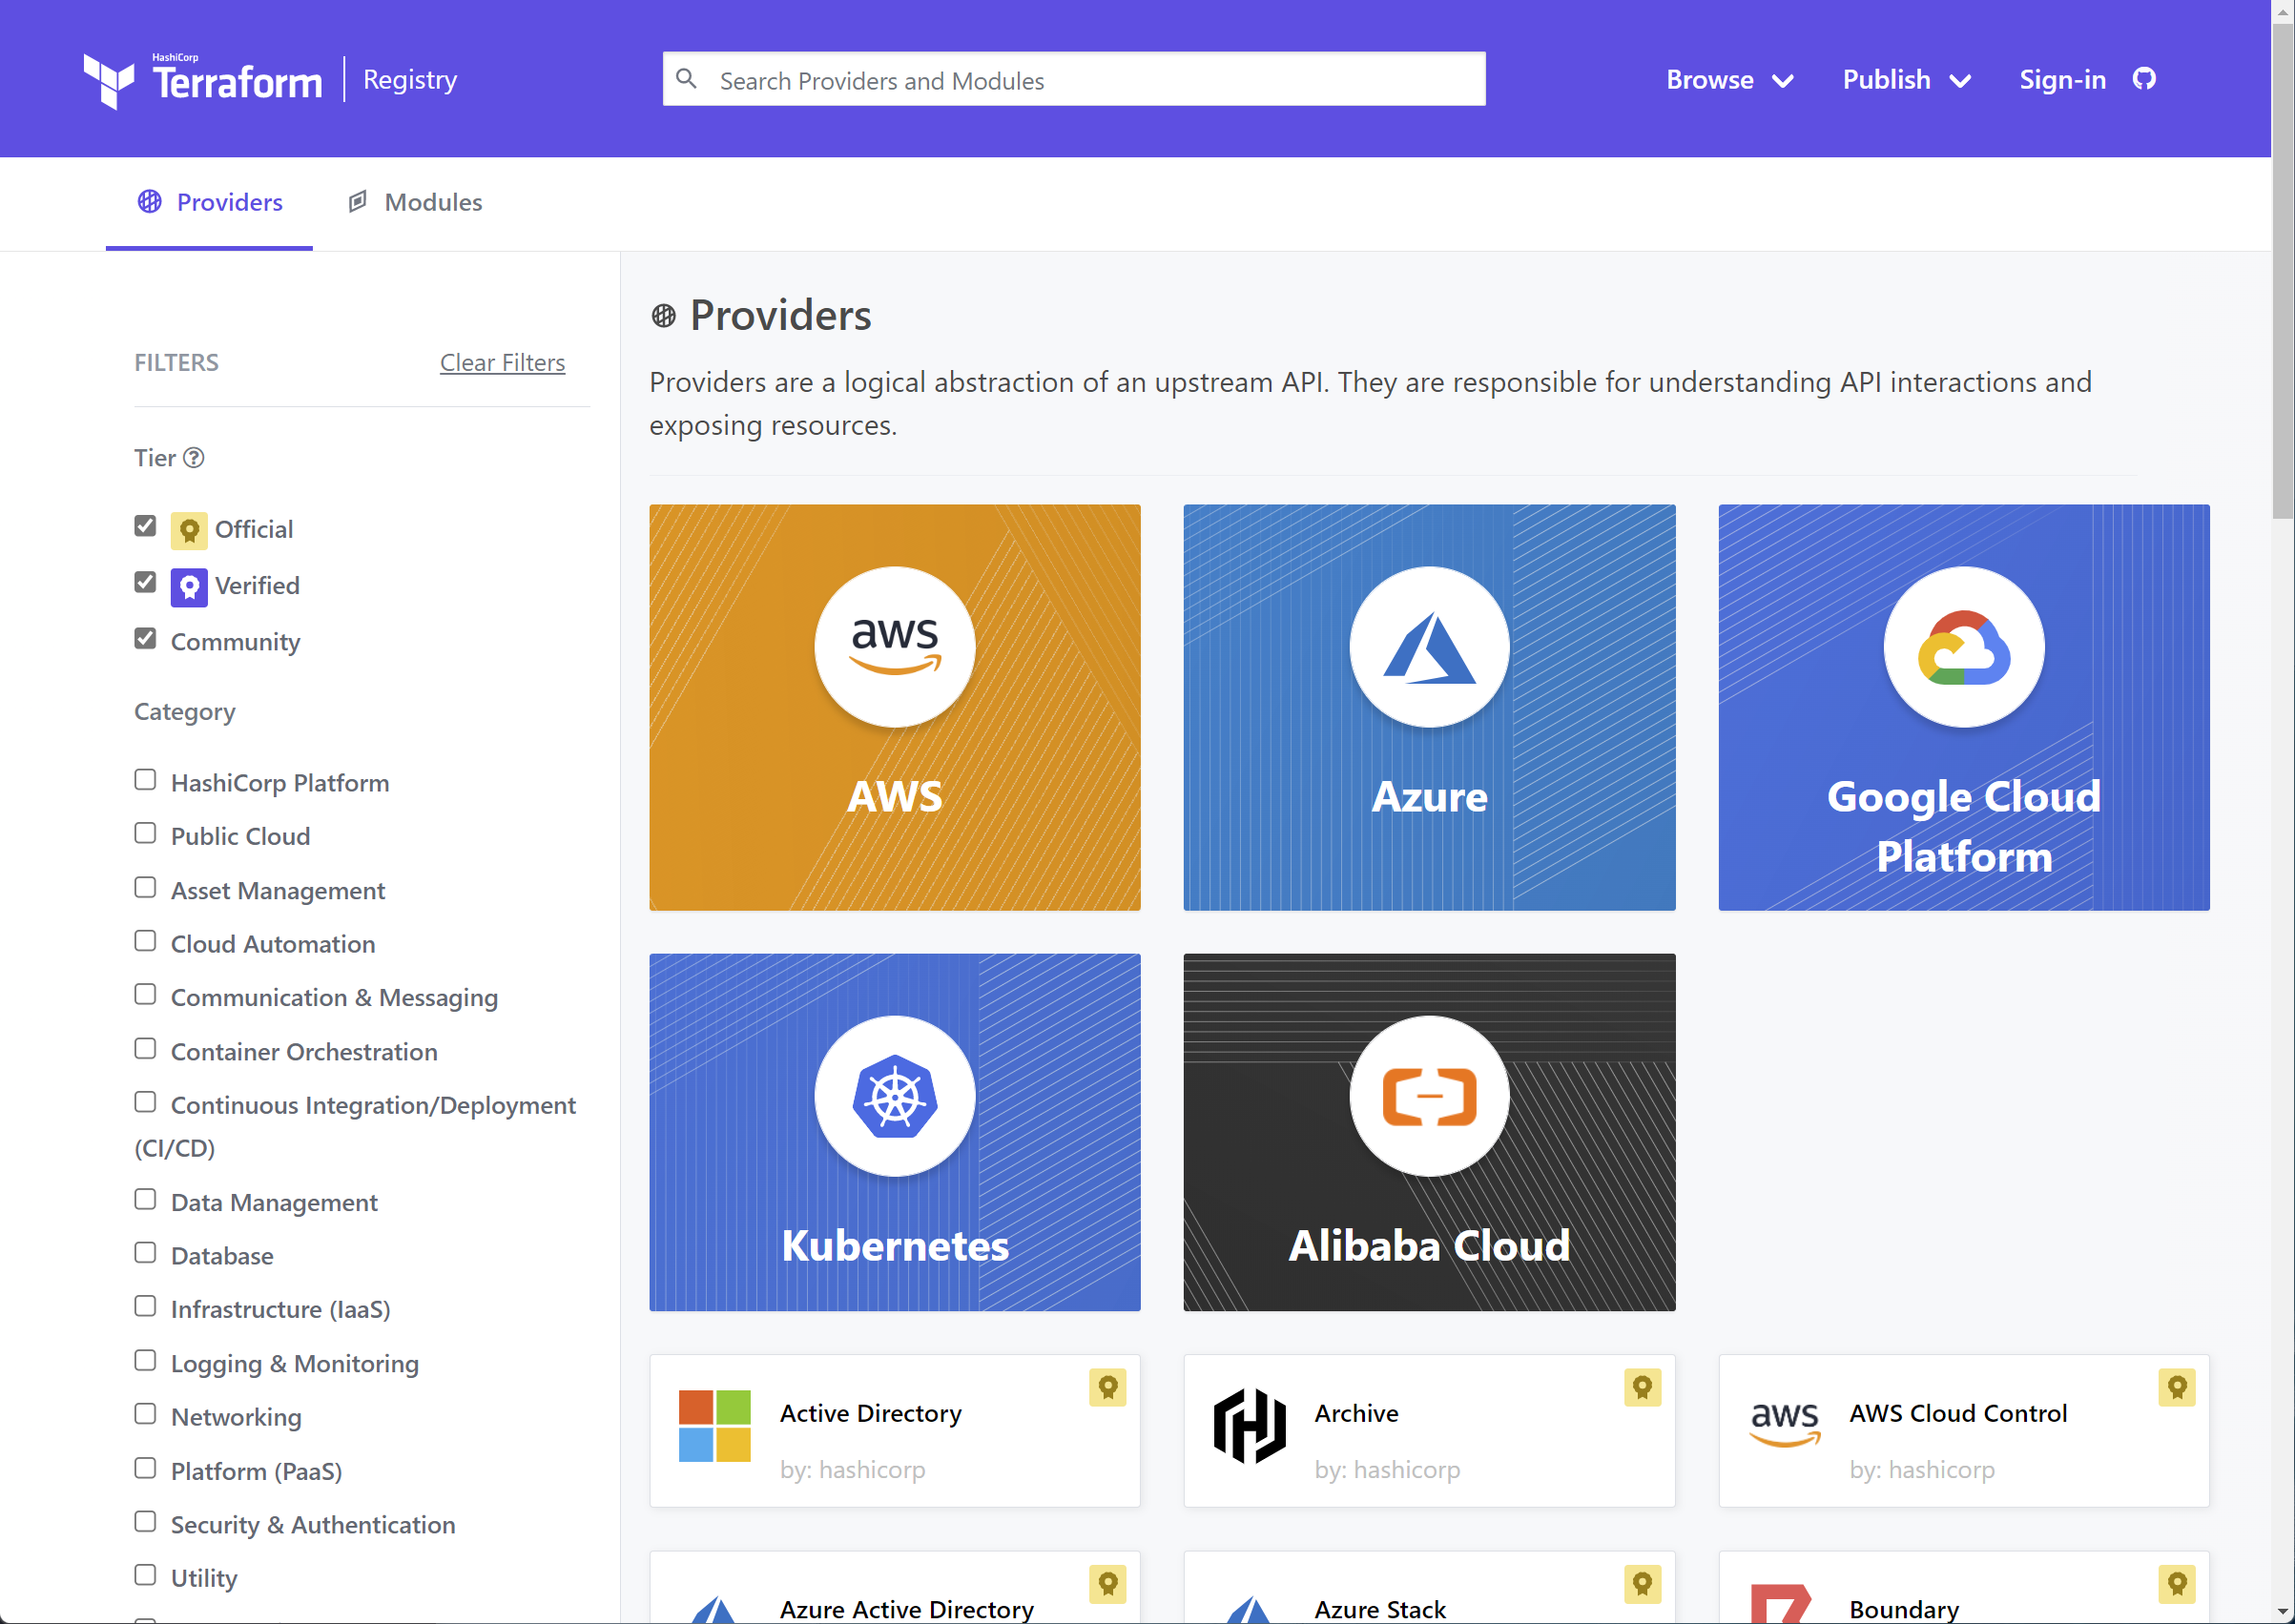 HashiCorp
Terraform
Registry
Search Providers and Modules
Browse
Publish
Sign-in
Providers
Modules
FILTERS
Clear Filters
Tier
Official
Verified
Community
Category
HashiCorp Platform
Public Cloud
Asset Management
Cloud Automation
Communication & Messaging
Container Orchestration
Continuous Integration/Deployment
(CI/CD)
Data Management
Database
Infrastructure (IaaS)
Logging & Monitoring
Networking
Platform (PaaS)
Security & Authentication
Utility
Providers
Providers are a logical abstraction of an upstream API. They are responsible for understanding API interactions and
exposing resources.
aws
AWS
Azure
Google Cloud
Platform
Kubernetes
Alibaba Cloud
Active Directory
by: hashicorp
Archive
by: hashicorp
aws
AWS Cloud Control
by: hashicorp
Azure Active Directory
Azure Stack
Boundary